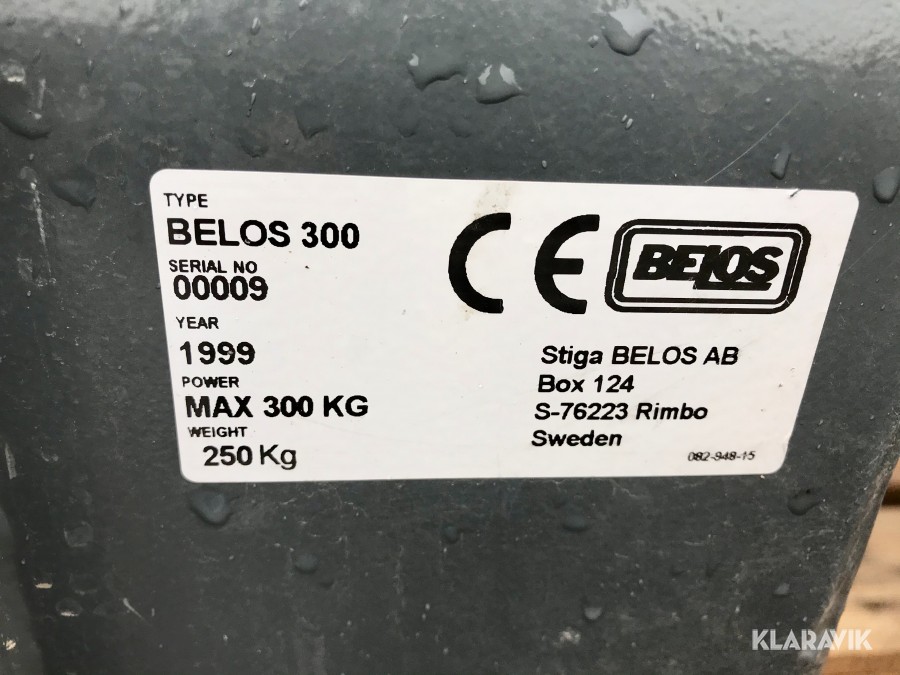 TYPE
BELOS 300
SERIAL NO
00009
YEAR
1999
POWER
MAX 300 KG
WEIGHT
250 Kg
CE
BELOS
Stiga BELOS AB
Box 124
S-76223 Rimbo
Sweden
082-948-15
KLARAVIK